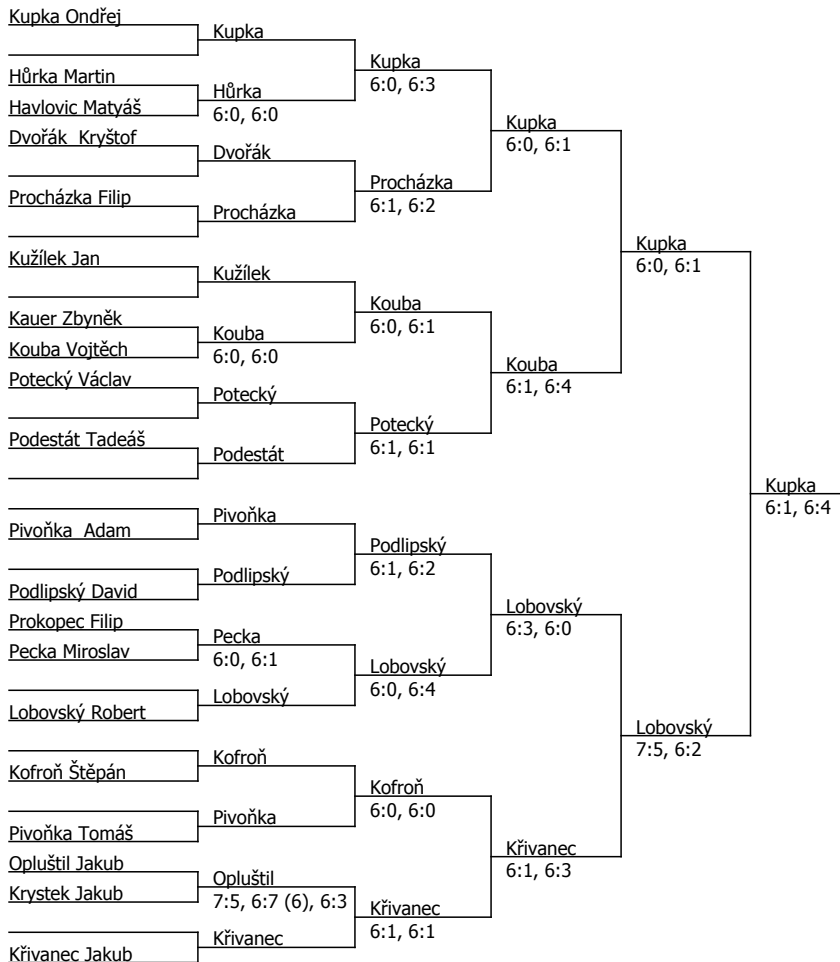 Kupka Ondřej
Kupka
Kupka
6:0, 6:3
Hůrka Martin
Hůrka
6:0, 6:0
Havlovic Matyáš
Kupka
6:0, 6:1
Dvořák  Kryštof
Dvořák
Procházka
6:1, 6:2
Procházka Filip
Procházka
Kupka
6:0, 6:1
Kužílek Jan
Kužílek
Kouba
6:0, 6:1
Kauer Zbyněk
Kouba
6:0, 6:0
Kouba Vojtěch
Kouba
6:1, 6:4
Potecký Václav
Potecký
Potecký
6:1, 6:1
Podestát Tadeáš
Podestát
Kupka
6:1, 6:4
Pivoňka
Pivoňka  Adam
Podlipský
6:1, 6:2
Podlipský
Podlipský David
Lobovský
6:3, 6:0
Prokopec Filip
Pecka
6:0, 6:1
Pecka Miroslav
Lobovský
6:0, 6:4
Lobovský
Lobovský Robert
Lobovský
7:5, 6:2
Kofroň
Kofroň Štěpán
Kofroň
6:0, 6:0
Pivoňka
Pivoňka Tomáš
Křivanec
6:1, 6:3
Opluštil Jakub
Opluštil
7:5, 6:7 (6), 6:3
Krystek Jakub
Křivanec
6:1, 6:1
Křivanec
Křivanec Jakub